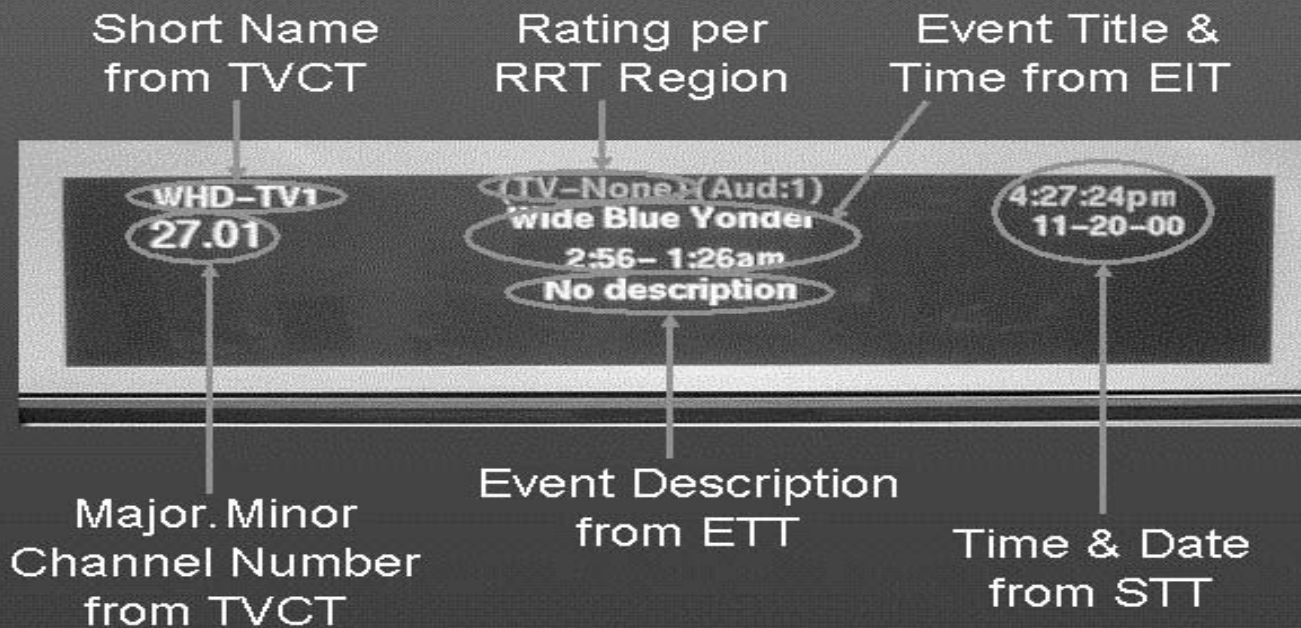 Short Name
from TVCT
Rating per
RRT Region
Event Title &
Time from EIT
WHD-TV1
27.01
(TV-None) (Aud:1)
Wide Blue Yonder
2:56- 1:26am
No description
4:27:24pm
11-20-00
Major.Minor
Channel Number
from TVCT
Event Description
from ETT
Time & Date
from STT